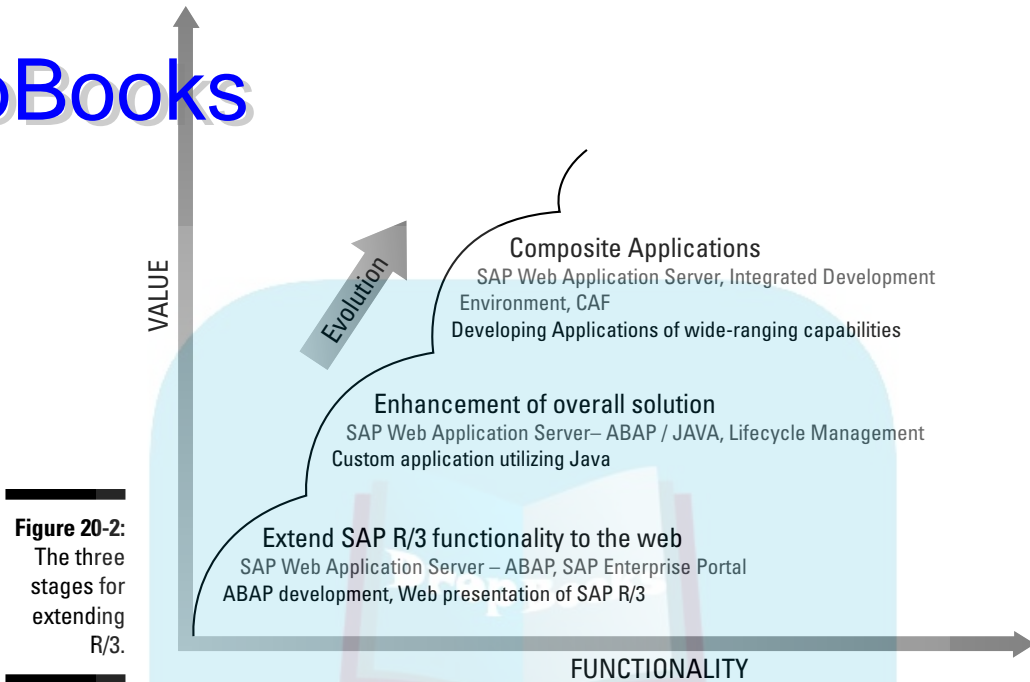 oBooks
VALUE
Evolution
Composite Applications
SAP Web Application Server, Integrated Development
Environment, CAF
Developing Applications of wide-ranging capabilities
Enhancement of overall solution
SAP Web Application Server– ABAP / JAVA, Lifecycle Management
Custom application utilizing Java
Extend SAP R/3 functionality to the web
SAP Web Application Server – ABAP, SAP Enterprise Portal
ABAP development, Web presentation of SAP R/3
FUNCTIONALITY
Figure 20-2:
The three
stages for
extending
R/3.